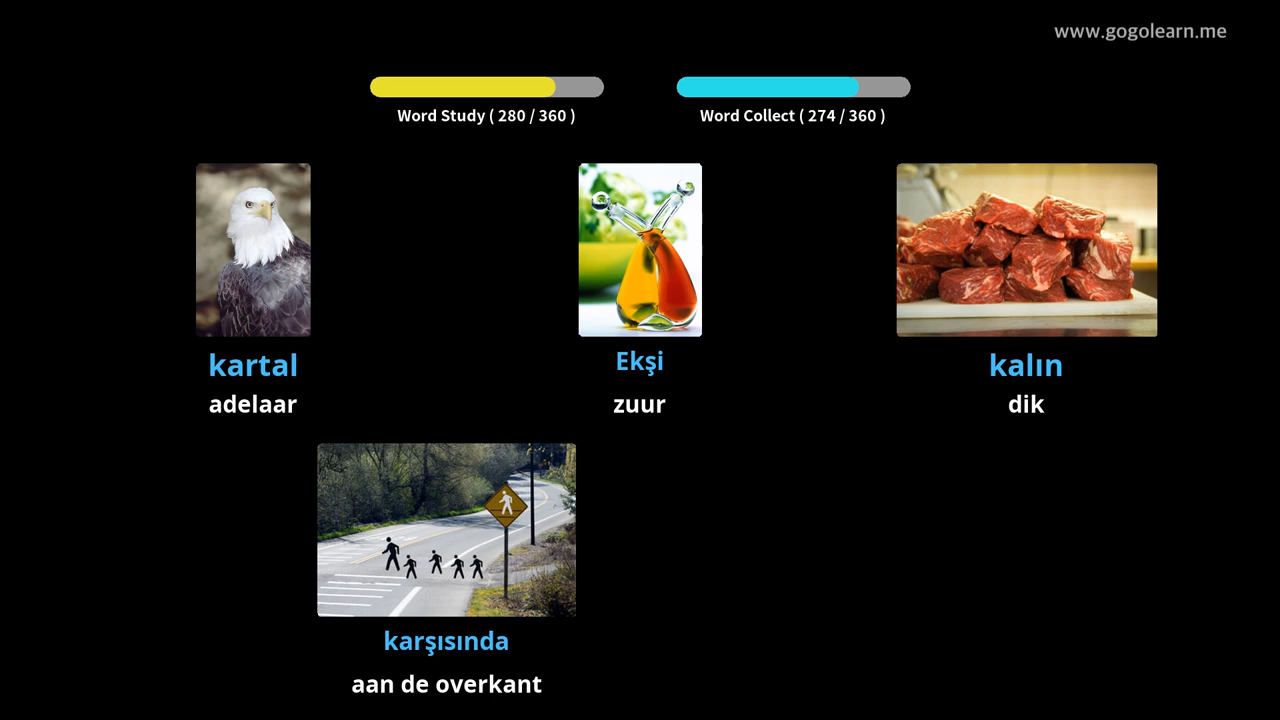 www.gogolearn.me
Word Study ( 280 / 360 )
Word Collect ( 274 / 360 )
kartal
adelaar
Ekşi
zuur
kalın
dik
karşısında
aan de overkant